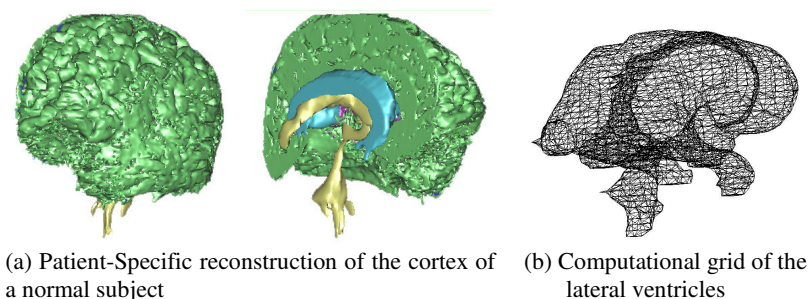 (a) Patient-Specific reconstruction of the cortex of
a normal subject
(b) Computational grid of the
lateral ventricles